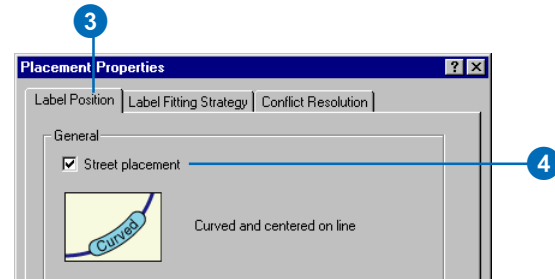 3
Placement Properties
Label Position Label Fitting Strategy Conflict Resolution
General
Street placement
4
Curved
Curved and centered on line